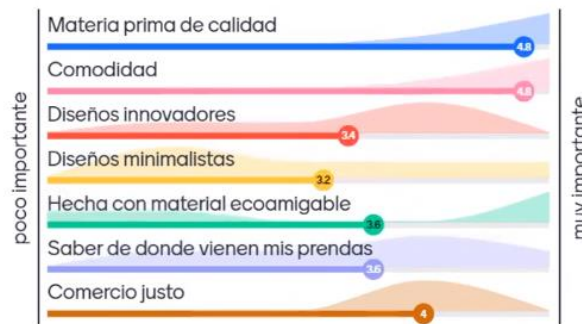 poco importante
Materia prima de calidad
4.8
Comodidad
4.8
Diseños innovadores
3.4
Diseños minimalistas
3.2
Hecha con material ecoamigable
3.6
Saber de donde vienen mis prendas
3.6
Comercio justo
4
muy importante